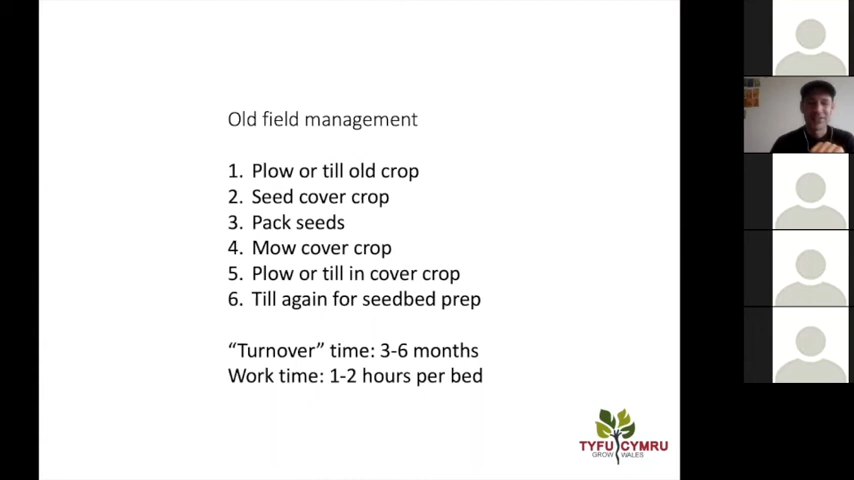 Old field management
1. Plow or till old crop
2. Seed cover crop
3. Pack seeds
4. Mow cover crop
5. Plow or till in cover crop
6. Till again for seedbed prep
“Turnover” time: 3-6 months
Work time: 1-2 hours per bed
TYFU CYMRU
GROW WALES